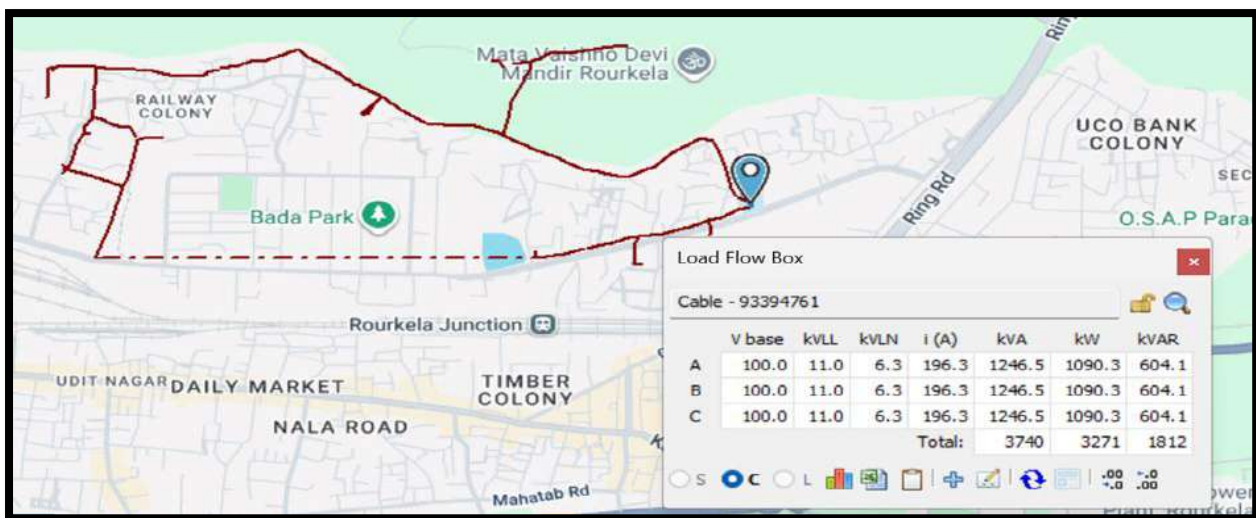 Ring
Mata Vaishno Devi
Mandir Rourkela
RAILWAY
COLONY
UCO BANK
COLONY
SEC
Ring Rd
Bada Park
O.S.A.P Para
Load Flow Box
Cable - 93394761
V base kVLL kVLN i (A) kVA kW kVAR
A 100.0 11.0 6.3 196.3 1246.5 1090.3 604.1
B 100.0 11.0 6.3 196.3 1246.5 1090.3 604.1
C 100.0 11.0 6.3 196.3 1246.5 1090.3 604.1
Total: 3740 3271 1812
S C L
Rourkela Junction
UDIT NAGAR
DAILY MARKET
TIMBER
COLONY
NALA ROAD
Mahatab Rd